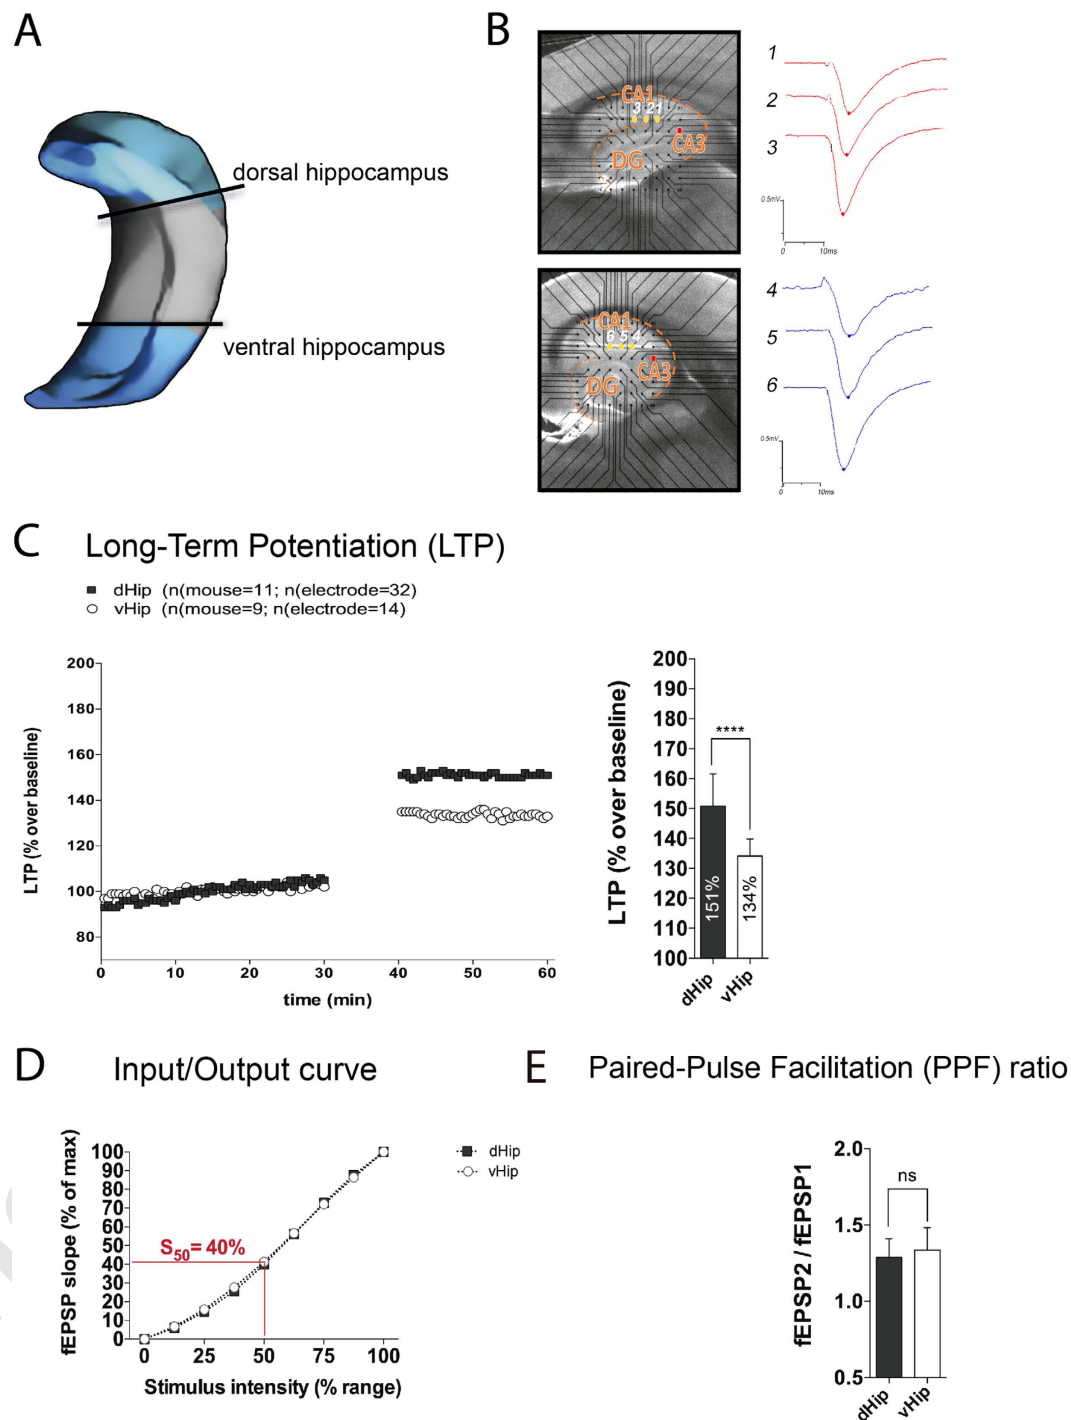 A
dorsal hippocampus
ventral hippocampus
B
CA1
3 21
CA3
DG
1
2
3
0.5mV
0 10ms
CA1
6 5 4
CA3
DG
4
5
6
0.5mV
0 10ms
C Long-Term Potentiation (LTP)
dHip (n(mouse=11; n(electrode=32)
vHip (n(mouse=9; n(electrode=14)
LTP (% over baseline)
200
180
160
140
120
100
80
0 10 20 30 40 50 60
time (min)
LTP (% over baseline)
200
190
180
170
160
150
140
130
120
110
100
****
151%
134%
dHip vHip
D Input/Output curve
fEPSP slope (% of max)
100
90
80
70
60
50
40
30
20
10
0
S50= 40%
0 25 50 75 100
Stimulus intensity (% range)
dHip
vHip
E Paired-Pulse Facilitation (PPF) ratio
fEPSP2 / fEPSP1
2.0
1.5
1.0
0.5
ns
dHip vHip